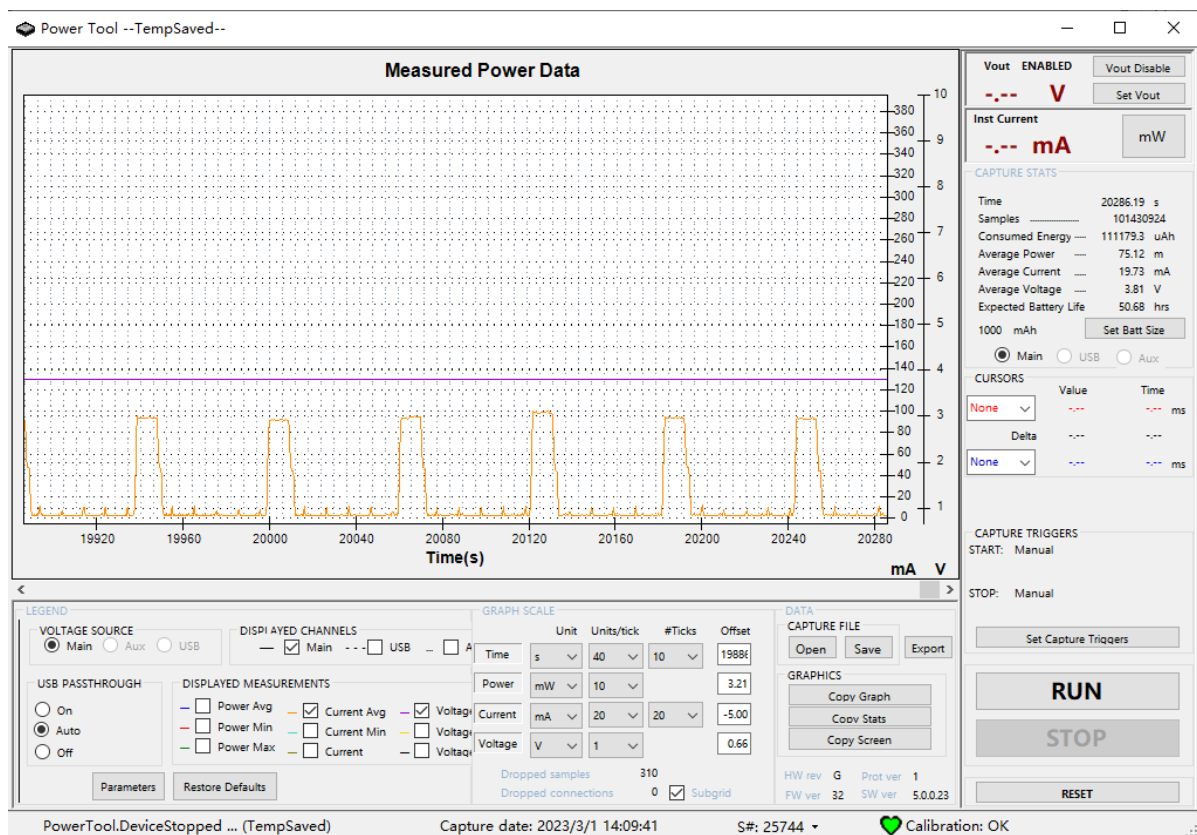 Power Tool --TempSaved--
Measured Power Data
10
380
360
9
340
320
8
300
280
7
260
240
6
220
200
180
5
160
140
4
120
100
3
80
60
2
40
20
1
0
19920 19960 20000 20040 20080 20120 20160 20200 20240 20280
Time(s)
mA V
Vout ENABLED Vout Disable
-.-- V Set Vout
Inst Current
-.-- mA mW
CAPTURE STATS
Time 20286.19 s
Samples 101430924
Consumed Energy 111179.3 uAh
Average Power 75.12 m
Average Current 19.73 mA
Average Voltage 3.81 V
Expected Battery Life 50.68 hrs
1000 mAh Set Batt Size
Main USB Aux
CURSORS
Value Time
None -.-- -.-- ms
Delta -.-- -.--
None -.-- -.-- ms
CAPTURE TRIGGERS
START: Manual
STOP: Manual
Set Capture Triggers
RUN
STOP
RESET
LEGEND
VOLTAGE SOURCE
Main Aux USB
DISPLAYED CHANNELS
Main USB A
USB PASSTHROUGH
On
Auto
Off
DISPLAYED MEASUREMENTS
Power Avg Current Avg Voltage
Power Min Current Min Voltage
Power Max Current Voltage
Parameters Restore Defaults
GRAPH SCALE
Unit Units/tick #Ticks Offset
Time s 40 10 1988
Power mW 10 3.21
Current mA 20 20 -5.00
Voltage V 1 0.66
Dropped samples 310
Dropped connections 0 Subgrid
DATA
CAPTURE FILE
Open Save Export
GRAPHICS
Copy Graph
Copy Stats
Copy Screen
HW rev G Prot ver 1
FW ver 32 SW ver 5.0.0.23
PowerTool.DeviceStopped ... (TempSaved) Capture date: 2023/3/1 14:09:41 S#: 25744 Calibration: OK